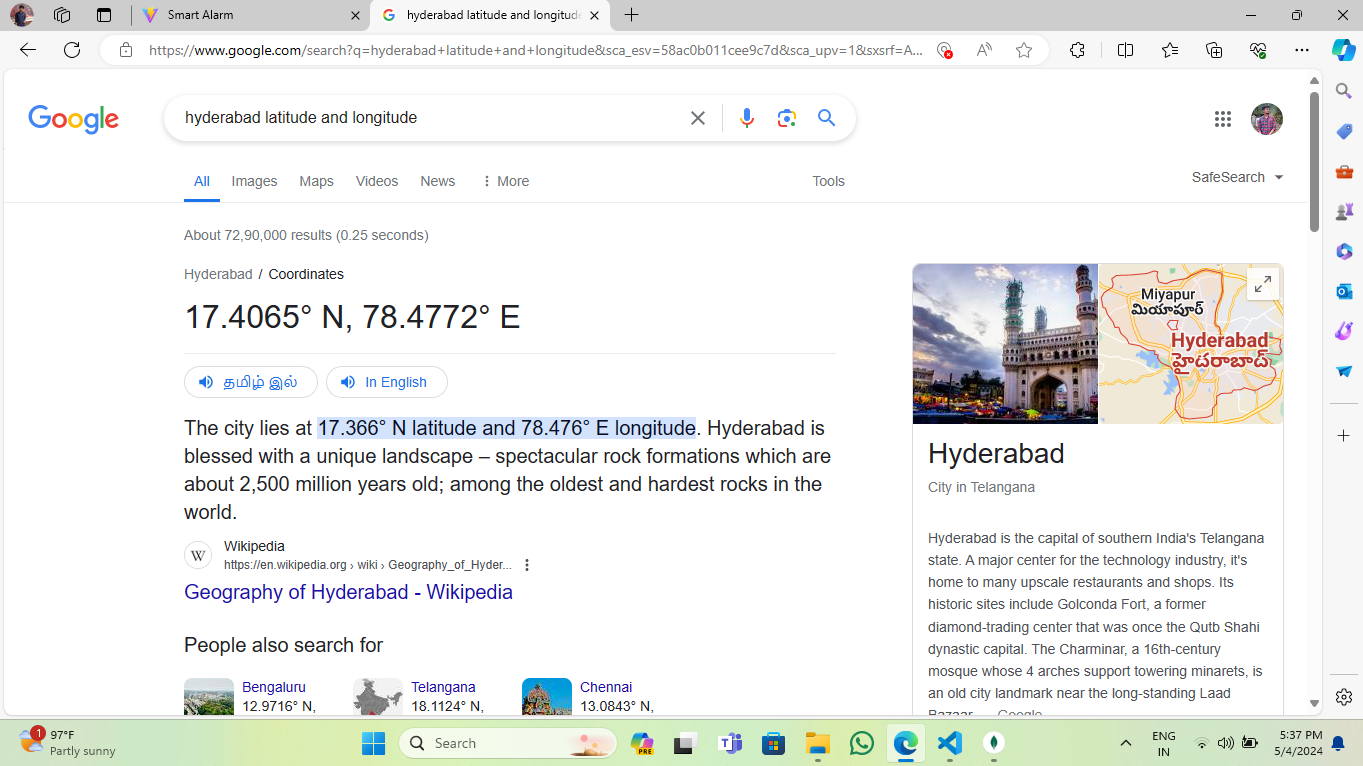 Smart Alarm
hyderabad latitude and longitude
https://www.google.com/search?q=hyderabad+latitude+and+longitude&sca_esv=58ac0b011cee9c7d&sca_upv=1&sxsrf=A...
Google
hyderabad latitude and longitude
All Images Maps Videos News More Tools SafeSearch
About 72,90,000 results (0.25 seconds)
Hyderabad / Coordinates
17.4065° N, 78.4772° E
தமிழ் இல் In English
The city lies at 17.366° N latitude and 78.476° E longitude. Hyderabad is
blessed with a unique landscape – spectacular rock formations which are
about 2,500 million years old; among the oldest and hardest rocks in the
world.
W Wikipedia
https://en.wikipedia.org › wiki › Geography_of_Hyder...
Geography of Hyderabad - Wikipedia
People also search for
Bengaluru
12.9716° N,
Telangana
18.1124° N,
Chennai
13.0843° N,
Miyapur
మియాపూర్
Hyderabad
హైదరాబాద్
Hyderabad
City in Telangana
Hyderabad is the capital of southern India's Telangana
state. A major center for the technology industry, it's
home to many upscale restaurants and shops. Its
historic sites include Golconda Fort, a former
diamond-trading center that was once the Qutb Shahi
dynastic capital. The Charminar, a 16th-century
mosque whose 4 arches support towering minarets, is
an old city landmark near the long-standing Laad
Bazaar. — Google
1
97°F
Partly sunny
Search
PRE
ENG
IN
5:37 PM
5/4/2024